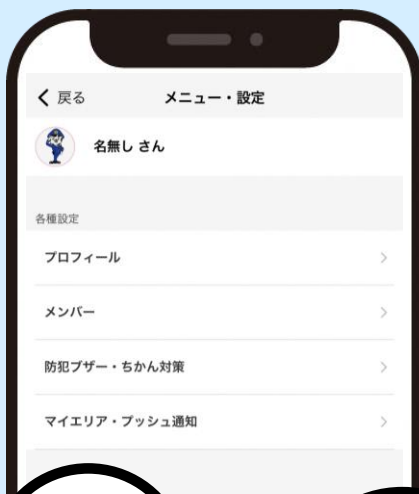 戻る
メニュー・設定
名無し さん
各種設定
プロフィール
メンバー
防犯ブザー・ちかん対策
マイエリア・プッシュ通知